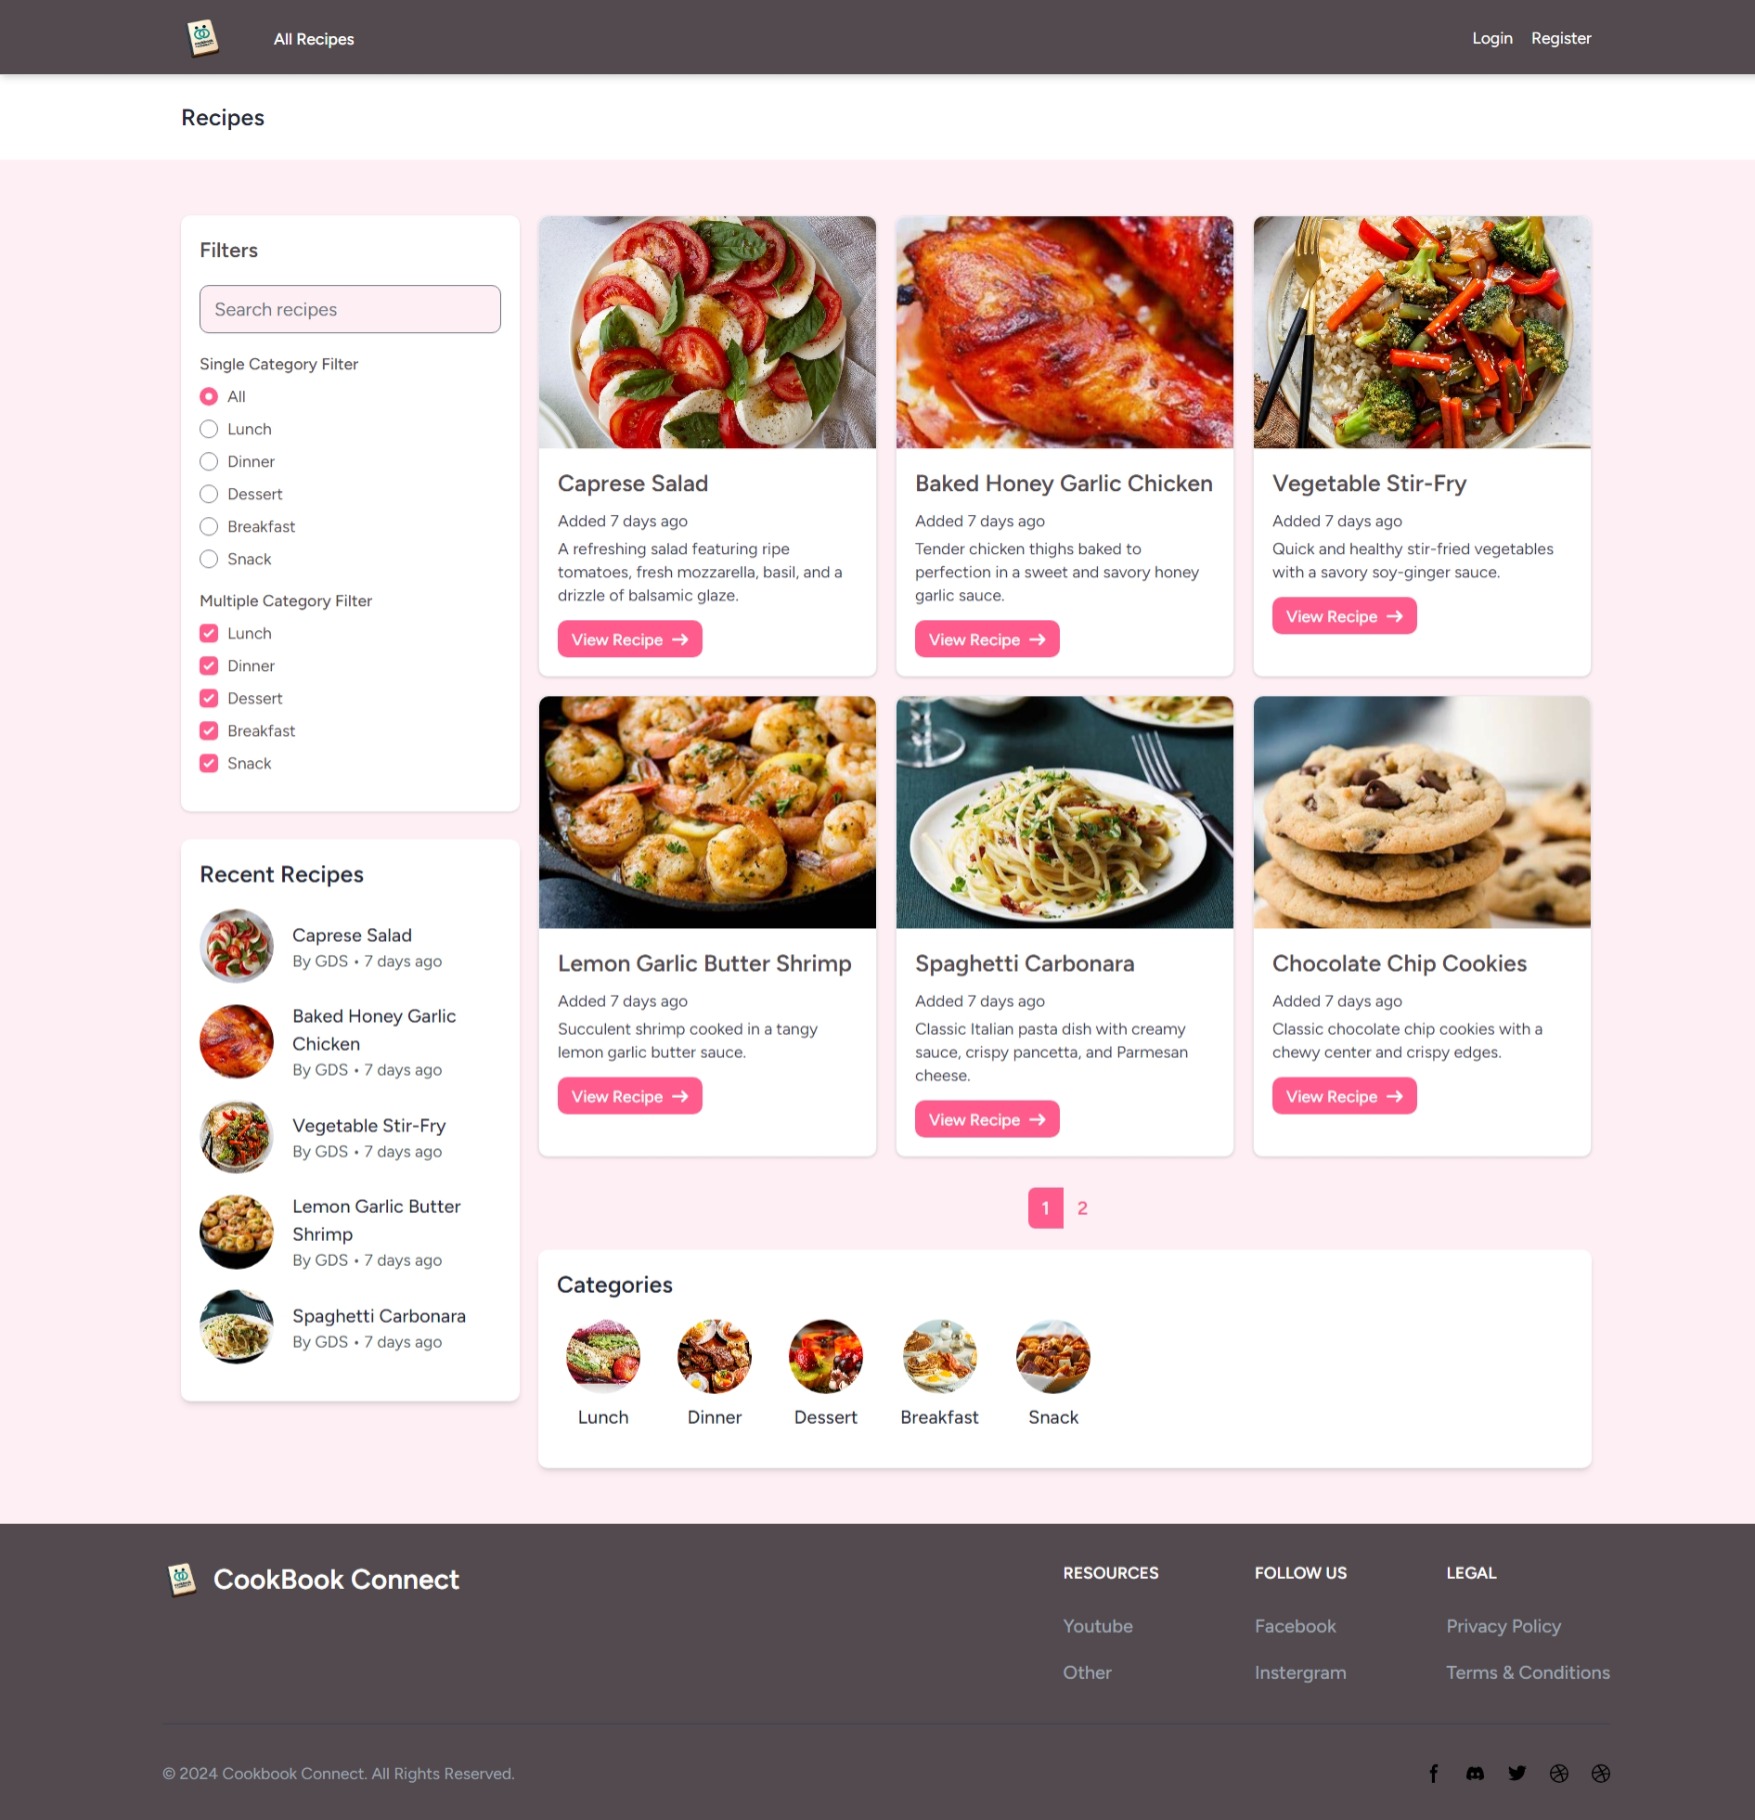 All Recipes
Login
Register
Recipes
Filters
Search recipes
Single Category Filter
All
Lunch
Dinner
Dessert
Breakfast
Snack
Multiple Category Filter
Lunch
Dinner
Dessert
Breakfast
Snack
Recent Recipes
Caprese Salad
By GDS • 7 days ago
Baked Honey Garlic
Chicken
By GDS • 7 days ago
Vegetable Stir-Fry
By GDS • 7 days ago
Lemon Garlic Butter
Shrimp
By GDS • 7 days ago
Spaghetti Carbonara
By GDS • 7 days ago
Caprese Salad
Added 7 days ago
A refreshing salad featuring ripe
tomatoes, fresh mozzarella, basil, and a
drizzle of balsamic glaze.
View Recipe →
Baked Honey Garlic Chicken
Added 7 days ago
Tender chicken thighs baked to
perfection in a sweet and savory honey
garlic sauce.
View Recipe →
Vegetable Stir-Fry
Added 7 days ago
Quick and healthy stir-fried vegetables
with a savory soy-ginger sauce.
View Recipe →
Lemon Garlic Butter Shrimp
Added 7 days ago
Succulent shrimp cooked in a tangy
lemon garlic butter sauce.
View Recipe →
Spaghetti Carbonara
Added 7 days ago
Classic Italian pasta dish with creamy
sauce, crispy pancetta, and Parmesan
cheese.
View Recipe →
Chocolate Chip Cookies
Added 7 days ago
Classic chocolate chip cookies with a
chewy center and crispy edges.
View Recipe →
1 2
Categories
Lunch
Dinner
Dessert
Breakfast
Snack
CookBook Connect
RESOURCES
Youtube
Other
FOLLOW US
Facebook
Instergram
LEGAL
Privacy Policy
Terms & Conditions
© 2024 Cookbook Connect. All Rights Reserved.